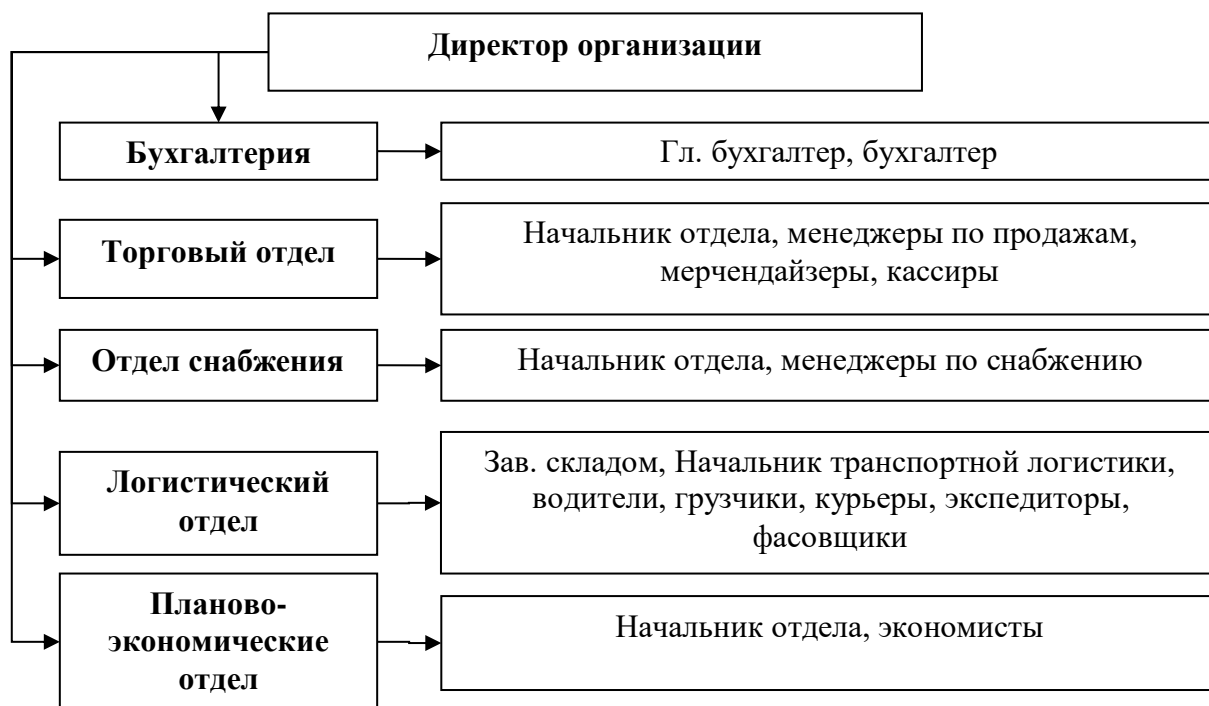 Директор организации
Бухгалтерия
Гл. бухгалтер, бухгалтер
Торговый отдел
Начальник отдела, менеджеры по продажам,
мерчендайзеры, кассиры
Отдел снабжения
Начальник отдела, менеджеры по снабжению
Логистический
отдел
Зав. складом, Начальник транспортной логистики,
водители, грузчики, курьеры, экспедиторы,
фасовщики
Планово-
экономические
отдел
Начальник отдела, экономисты